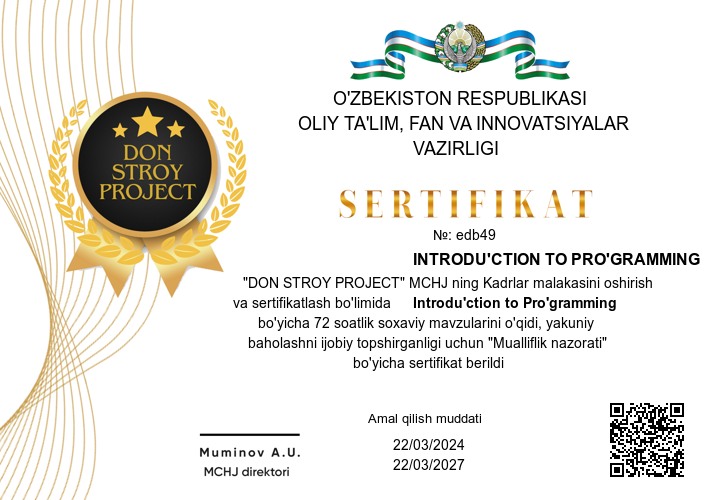 O'ZBEKISTON RESPUBLIKASI
OLIY TA'LIM, FAN VA INNOVATSIYALAR
VAZIRLIGI
DON
STROY
PROJECT
SERTIFIKAT
№: edb49
INTRODU'CTION TO PRO'GRAMMING
"DON STROY PROJECT" MCHJ ning Kadrlar malakasini oshirish
va sertifikatlash bo'limida Introdu'ction to Pro'gramming
bo'yicha 72 soatlik soxaviy mavzularini o'qidi, yakuniy
baholashni ijobiy topshirganligi uchun "Mualliflik nazorati"
bo'yicha sertifikat berildi
Amal qilish muddati
22/03/2024
22/03/2027
Muminov A.U.
MCHJ direktori